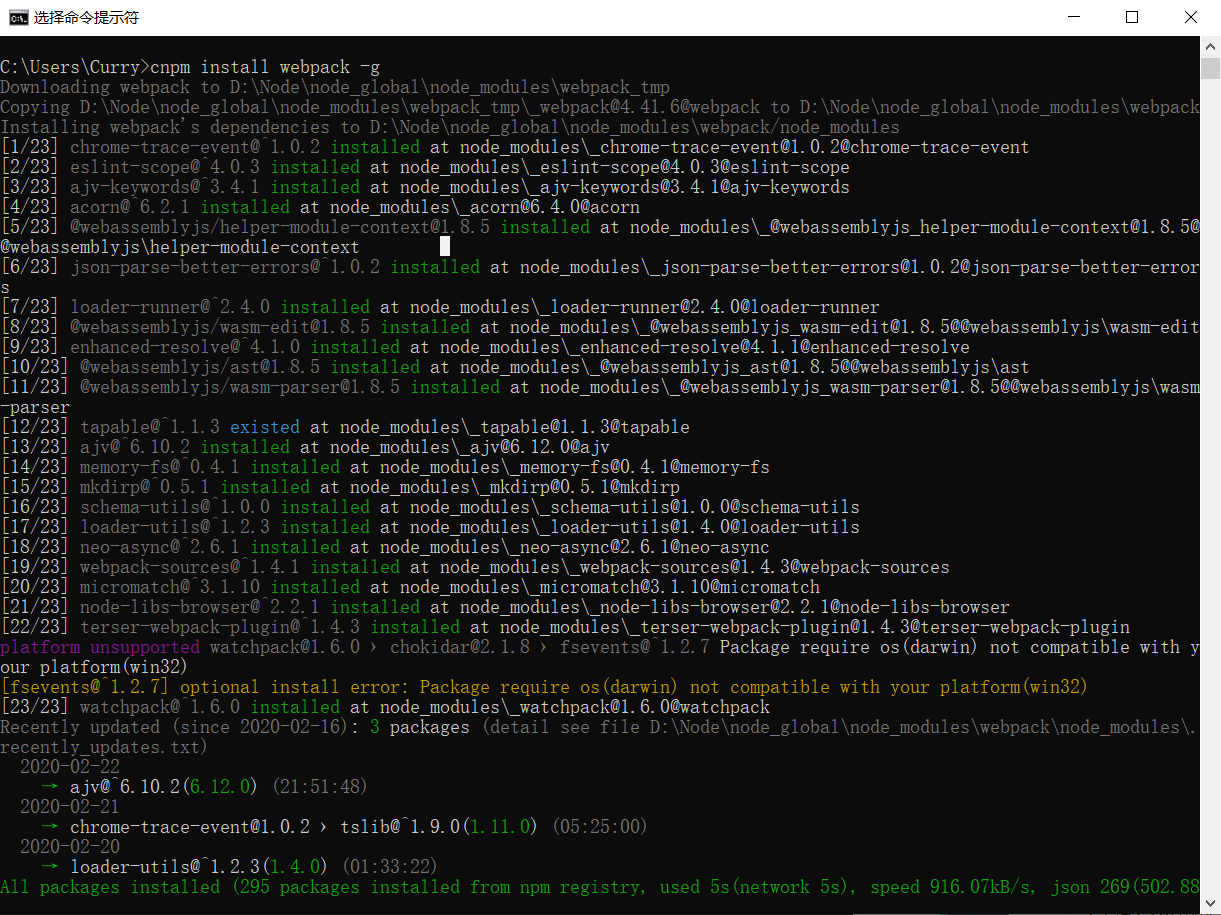 选择命令提示符
C:\Users\Curry>cnpm install webpack -g
Downloading webpack to D:\Node\node_global\node_modules\webpack_tmp
Copying D:\Node\node_global\node_modules\webpack_tmp\_webpack@4.41.6@webpack to D:\Node\node_global\node_modules\webpack
Installing webpack's dependencies to D:\Node\node_global\node_modules\webpack/node_modules
[1/23] chrome-trace-event@^1.0.2 installed at node_modules\_chrome-trace-event@1.0.2@chrome-trace-event
[2/23] eslint-scope@^4.0.3 installed at node_modules\_eslint-scope@4.0.3@eslint-scope
[3/23] ajv-keywords@^3.4.1 installed at node_modules\_ajv-keywords@3.4.1@ajv-keywords
[4/23] acorn@^6.2.1 installed at node_modules\_acorn@6.4.0@acorn
[5/23] @webassemblyjs/helper-module-context@1.8.5 installed at node_modules\_@webassemblyjs_helper-module-context@1.8.5@
@webassemblyjs\helper-module-context
[6/23] json-parse-better-errors@^1.0.2 installed at node_modules\_json-parse-better-errors@1.0.2@json-parse-better-error
s
[7/23] loader-runner@^2.4.0 installed at node_modules\_loader-runner@2.4.0@loader-runner
[8/23] @webassemblyjs/wasm-edit@1.8.5 installed at node_modules\_@webassemblyjs_wasm-edit@1.8.5@@webassemblyjs\wasm-edit
[9/23] enhanced-resolve@^4.1.0 installed at node_modules\_enhanced-resolve@4.1.1@enhanced-resolve
[10/23] @webassemblyjs/ast@1.8.5 installed at node_modules\_@webassemblyjs_ast@1.8.5@@webassemblyjs\ast
[11/23] @webassemblyjs/wasm-parser@1.8.5 installed at node_modules\_@webassemblyjs_wasm-parser@1.8.5@@webassemblyjs\wasm
-parser
[12/23] tapable@^1.1.3 existed at node_modules\_tapable@1.1.3@tapable
[13/23] ajv@^6.10.2 installed at node_modules\_ajv@6.12.0@ajv
[14/23] memory-fs@^0.4.1 installed at node_modules\_memory-fs@0.4.1@memory-fs
[15/23] mkdirp@^0.5.1 installed at node_modules\_mkdirp@0.5.1@mkdirp
[16/23] schema-utils@^1.0.0 installed at node_modules\_schema-utils@1.0.0@schema-utils
[17/23] loader-utils@^1.2.3 installed at node_modules\_loader-utils@1.4.0@loader-utils
[18/23] neo-async@^2.6.1 installed at node_modules\_neo-async@2.6.1@neo-async
[19/23] webpack-sources@^1.4.1 installed at node_modules\_webpack-sources@1.4.3@webpack-sources
[20/23] micromatch@^3.1.10 installed at node_modules\_micromatch@3.1.10@micromatch
[21/23] node-libs-browser@^2.2.1 installed at node_modules\_node-libs-browser@2.2.1@node-libs-browser
[22/23] terser-webpack-plugin@^1.4.3 installed at node_modules\_terser-webpack-plugin@1.4.3@terser-webpack-plugin
platform unsupported watchpack@1.6.0 › chokidar@2.1.8 › fsevents@^1.2.7 Package require os(darwin) not compatible with y
our platform(win32)
[fsevents@^1.2.7] optional install error: Package require os(darwin) not compatible with your platform(win32)
[23/23] watchpack@^1.6.0 installed at node_modules\_watchpack@1.6.0@watchpack
Recently updated (since 2020-02-16): 3 packages (detail see file D:\Node\node_global\node_modules\webpack\node_modules\.
recently_updates.txt)
2020-02-22
→ ajv@^6.10.2(6.12.0) (21:51:48)
2020-02-21
→ chrome-trace-event@1.0.2 › tslib@^1.9.0(1.11.0) (05:25:00)
2020-02-20
→ loader-utils@^1.2.3(1.4.0) (01:33:22)
All packages installed (295 packages installed from npm registry, used 5s(network 5s), speed 916.07kB/s, json 269(502.88